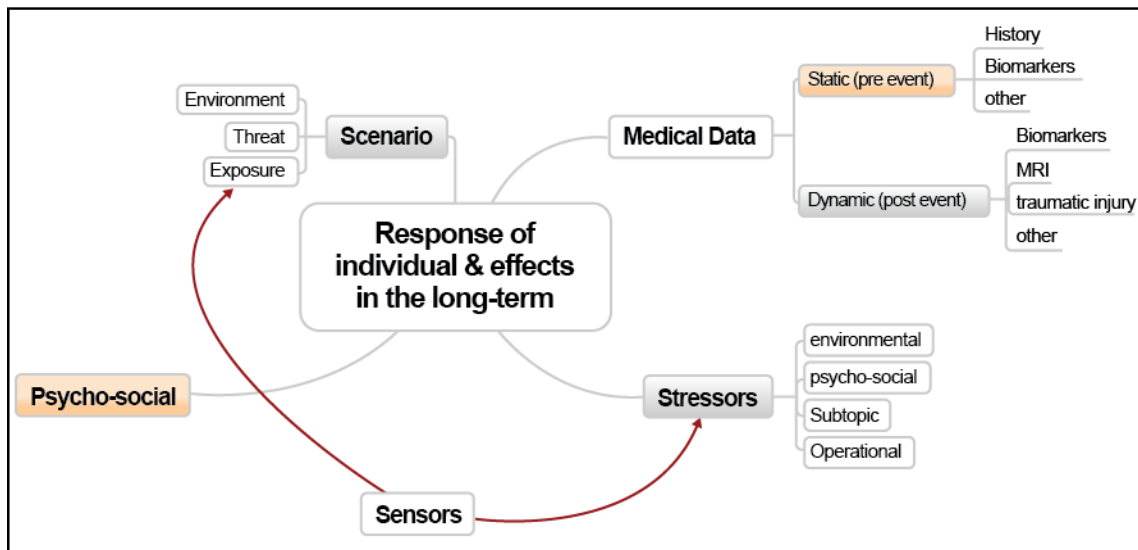 History
Static (pre event)
Biomarkers
other
Environment
Threat
Exposure
Scenario
Medical Data
Biomarkers
MRI
Dynamic (post event)
traumatic injury
other
Response of
individual & effects
in the long-term
environmental
psycho-social
Psycho-social
Stressors
Subtopic
Operational
Sensors